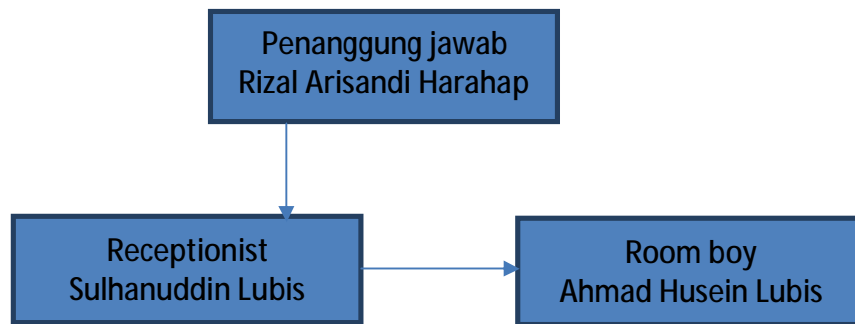 Penanggung jawab
Rizal Arisandi Harahap
Receptionist
Sulhanuddin Lubis
Room boy
Ahmad Husein Lubis